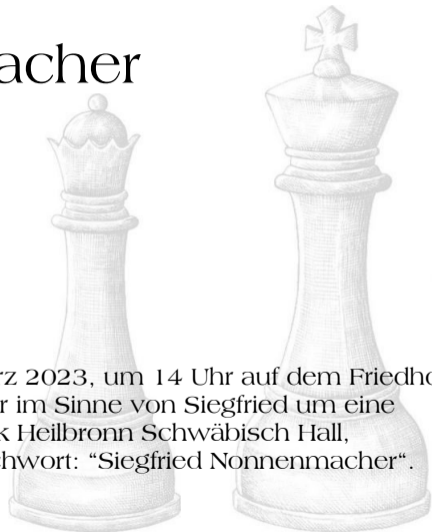 acher
rz 2023, um 14 Uhr auf dem Friedho
r im Sinne von Siegfried um eine
k Heilbronn Schwäbisch Hall,
chwort: “Siegfried Nonnenmacher“.